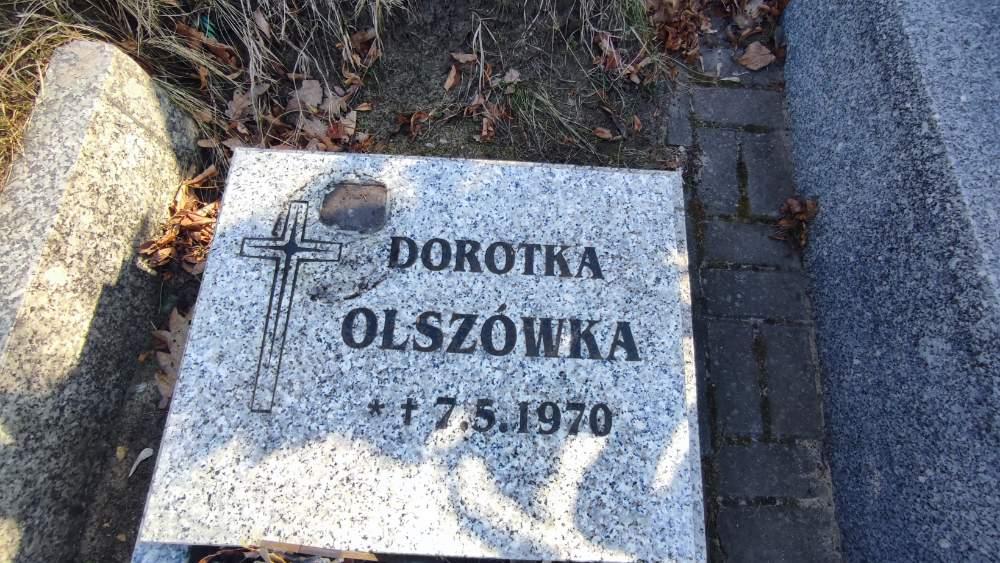 DOROTKA
OLSZÓWKA
* † 7.5.1970